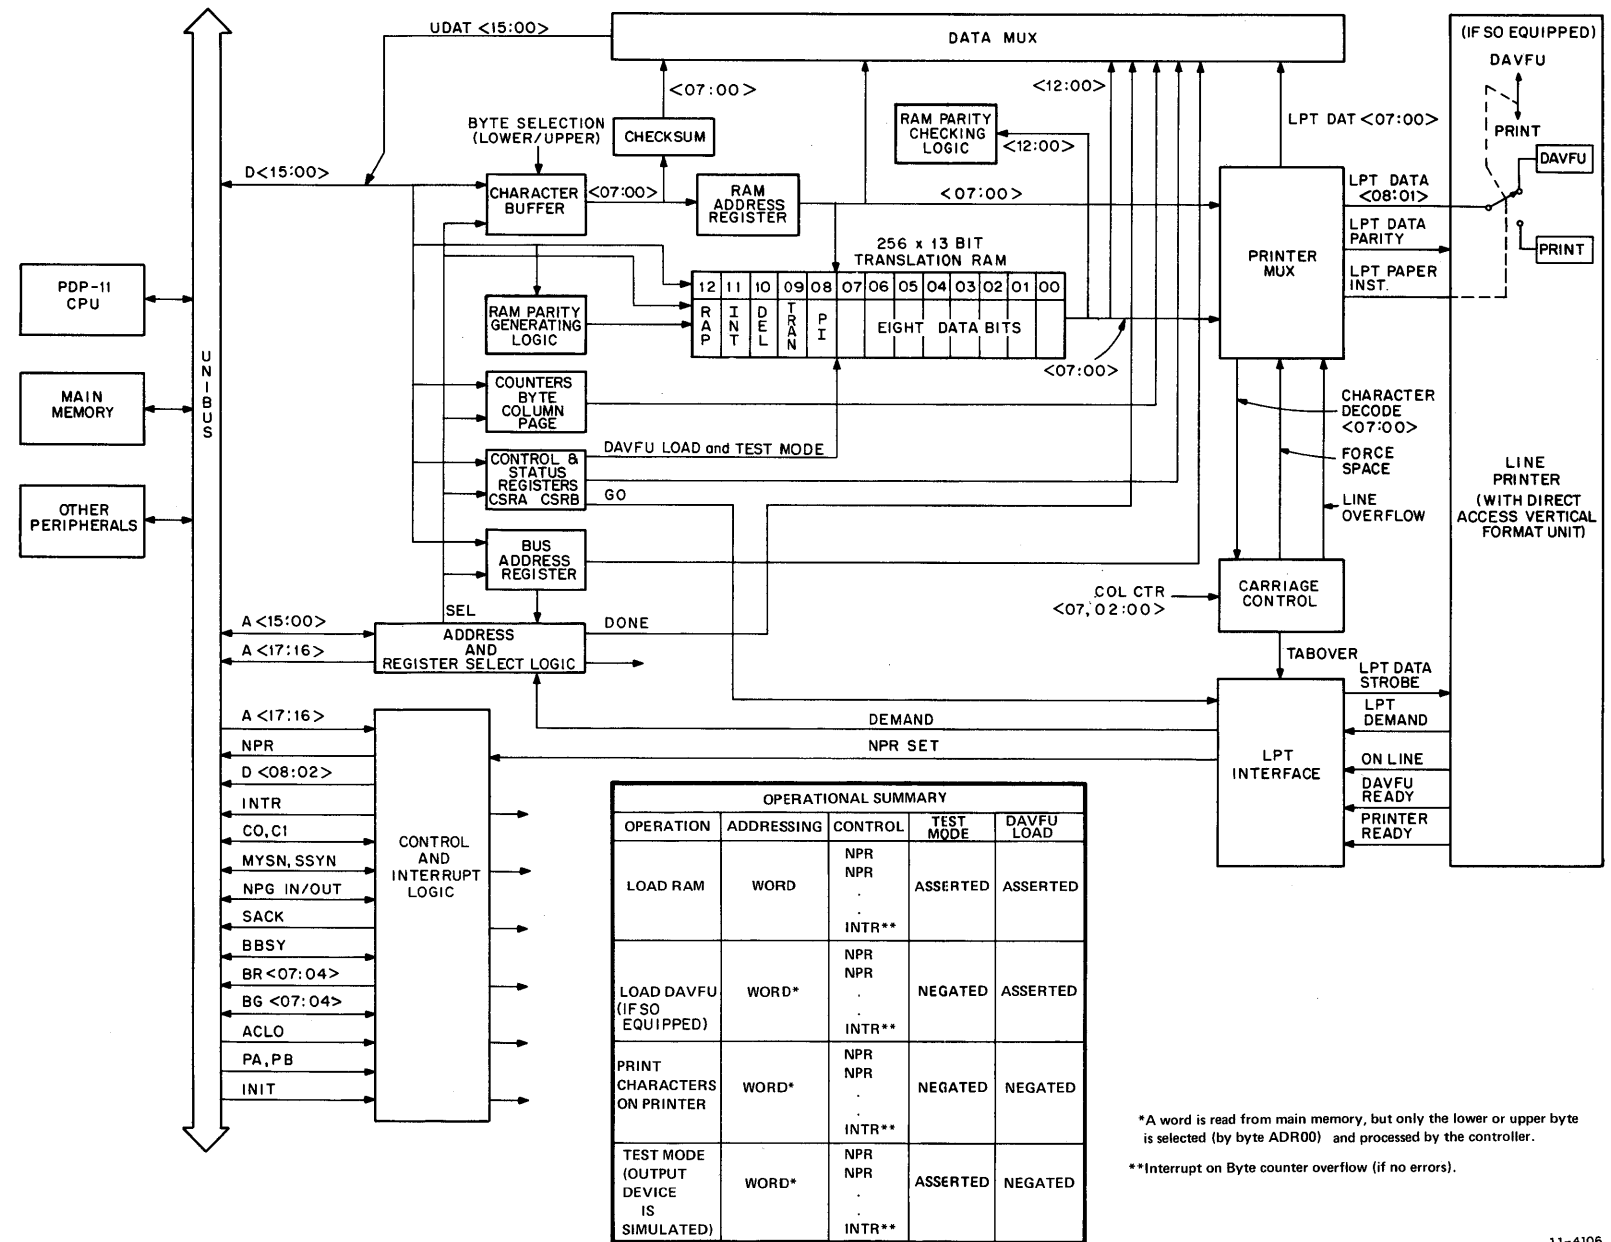 UDAT <15:00>
DATA MUX
(IF SO EQUIPPED)
DAVFU
PRINT
DAVFU
PRINT
<07:00>
<12:00>
LPT DAT <07:00>
BYTE SELECTION
(LOWER/UPPER)
CHECKSUM
RAM PARITY
CHECKING
LOGIC
<12:00>
D<15:00>
CHARACTER
BUFFER
<07:00>
RAM
ADDRESS
REGISTER
<07:00>
LPT DATA
<08:01>
LPT DATA
PARITY
LPT PAPER
INST.
PRINTER
MUX
256 x 13 BIT
TRANSLATION RAM
12 11 10 09 08 07 06 05 04 03 02 01 00
RAP
INT
DEL
TRAN
PI
EIGHT DATA BITS
<07:00>
PDP-11
CPU
MAIN
MEMORY
OTHER
PERIPHERALS
UNIBUS
RAM PARITY
GENERATING
LOGIC
COUNTERS
BYTE
COLUMN
PAGE
DAVFU LOAD and TEST MODE
CONTROL &
STATUS
REGISTERS
CSRA CSRB
GO
BUS
ADDRESS
REGISTER
CHARACTER
DECODE
<07:00>
FORCE
SPACE
LINE
OVERFLOW
LINE
PRINTER
(WITH DIRECT
ACCESS VERTICAL
FORMAT UNIT)
COL CTR
<07,02:00>
CARRIAGE
CONTROL
TABOVER
SEL
A <15:00>
A <17:16>
ADDRESS
AND
REGISTER SELECT LOGIC
DONE
DEMAND
NPR SET
LPT
INTERFACE
LPT DATA
STROBE
LPT
DEMAND
ON LINE
DAVFU
READY
PRINTER
READY
A <17:16>
NPR
D <08:02>
INTR
CO, C1
MYSN, SSYN
NPG IN/OUT
SACK
BBSY
BR<07:04>
BG <07:04>
ACLO
PA, PB
INIT
CONTROL
AND
INTERRUPT
LOGIC
OPERATIONAL SUMMARY
OPERATION ADDRESSING CONTROL TEST MODE DAVFU LOAD
LOAD RAM WORD NPR NPR . . INTR** ASSERTED ASSERTED
LOAD DAVFU (IF SO EQUIPPED) WORD* NPR NPR . . INTR** NEGATED ASSERTED
PRINT CHARACTERS ON PRINTER WORD* NPR NPR . . INTR** NEGATED NEGATED
TEST MODE (OUTPUT DEVICE IS SIMULATED) WORD* NPR NPR . . INTR** ASSERTED NEGATED
*A word is read from main memory, but only the lower or upper byte
is selected (by byte ADR00) and processed by the controller.
**Interrupt on Byte counter overflow (if no errors).
11-4106